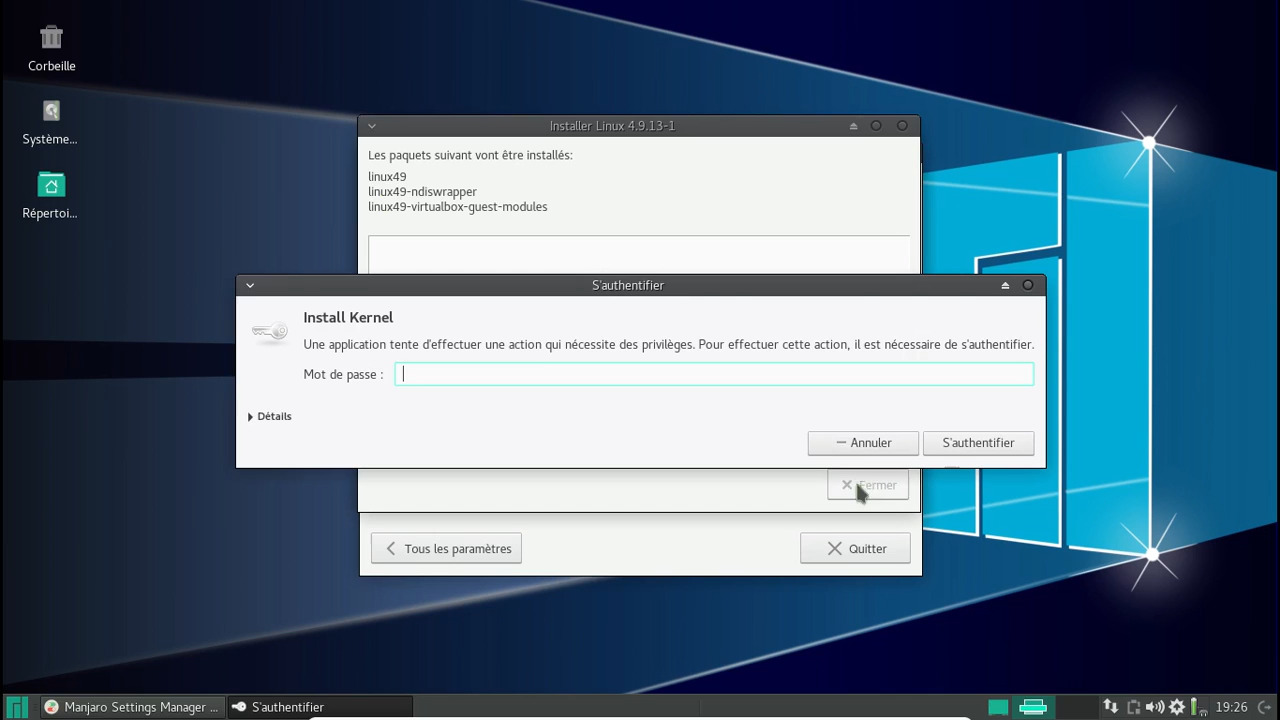 Corbeille
Système...
Répertoi...
Installer Linux 4.9.13-1
Les paquets suivant vont être installés:
linux49
linux49-ndiswrapper
linux49-virtualbox-guest-modules
S'authentifier
Install Kernel
Une application tente d'effectuer une action qui nécessite des privilèges. Pour effectuer cette action, il est nécessaire de s'authentifier.
Mot de passe :
Détails
Annuler
S'authentifier
Fermer
Tous les paramètres
Quitter
Manjaro Settings Manager ...
S'authentifier
19:26